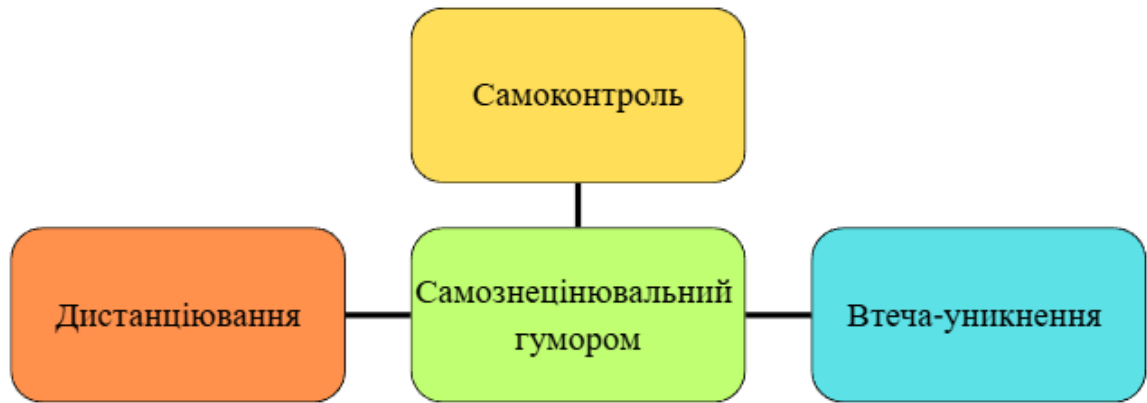 Самоконтроль
Дистанціювання
Самознецінювальний
гумором
Втеча-уникнення